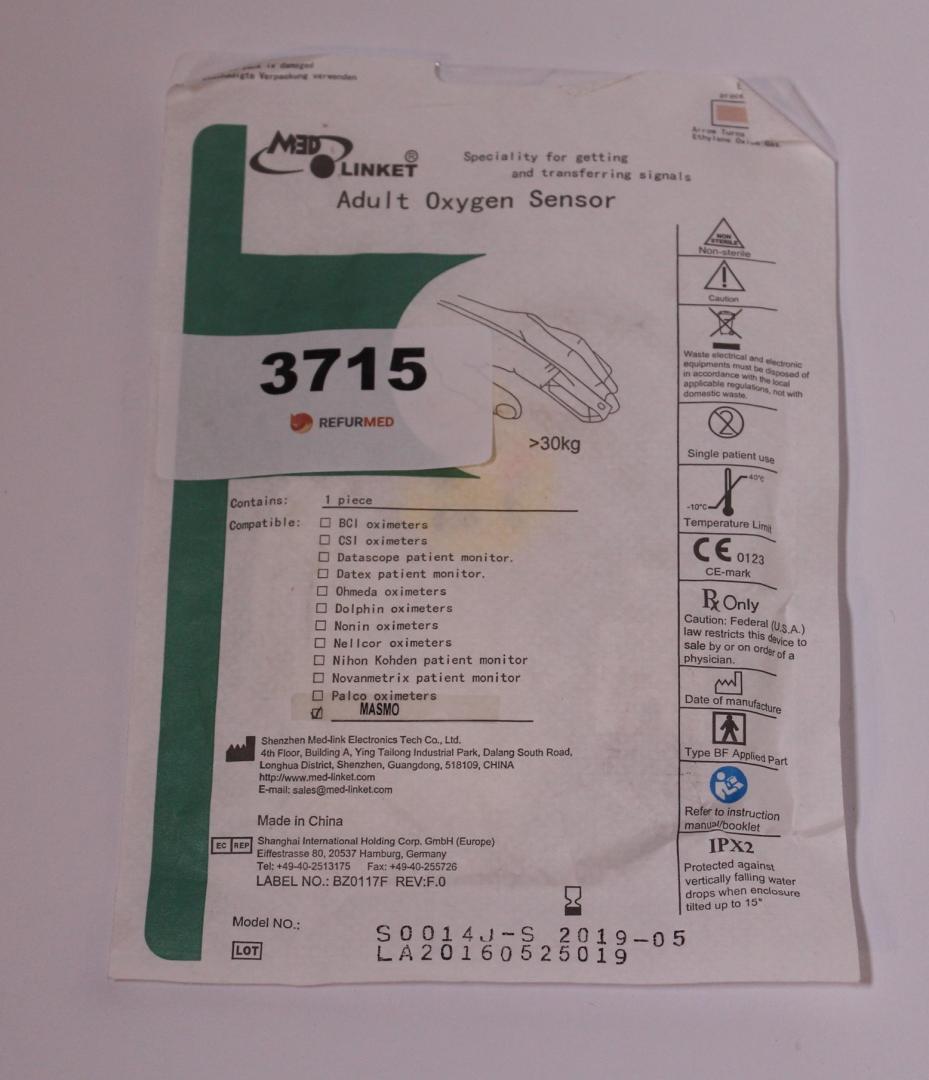 is damaged
Verpackung verwenden
Arrow Turns
Ethylene Oxide Gas
MED
LINKET®
Speciality for getting
and transferring signals
Adult Oxygen Sensor
3715
REFURMED
>30kg
Contains: 1 piece
Compatible: ☐ BCI oximeters
☐ CSI oximeters
☐ Datascope patient monitor.
☐ Datex patient monitor.
☐ Ohmeda oximeters
☐ Dolphin oximeters
☐ Nonin oximeters
☐ Nellcor oximeters
☐ Nihon Kohden patient monitor
☐ Novanmetrix patient monitor
☐ Palco oximeters
☑ MASMO
Shenzhen Med-link Electronics Tech Co., Ltd.
4th Floor, Building A, Ying Tailong Industrial Park, Dalang South Road,
Longhua District, Shenzhen, Guangdong, 518109, CHINA
http://www.med-linket.com
E-mail: sales@med-linket.com
Made in China
EC REP
Shanghai International Holding Corp. GmbH (Europe)
Eiffestrasse 80, 20537 Hamburg, Germany
Tel: +49-40-2513175 Fax: +49-40-255726
LABEL NO.: BZ0117F REV:F.0
Model NO.: S0014J-S 2019-05
LOT LA20160525019
NON
STERILE
Non-sterile
Caution
Waste electrical and electronic
equipments must be disposed of
in accordance with the local
applicable regulations, not with
domestic waste.
2
Single patient use
40°C
-10°C
Temperature Limit
CE 0123
CE-mark
Rx Only
Caution: Federal (U.S.A.)
law restricts this device to
sale by or on order of a
physician.
Date of manufacture
Type BF Applied Part
Refer to instruction
manual/booklet
IPX2
Protected against
vertically falling water
drops when enclosure
tilted up to 15°